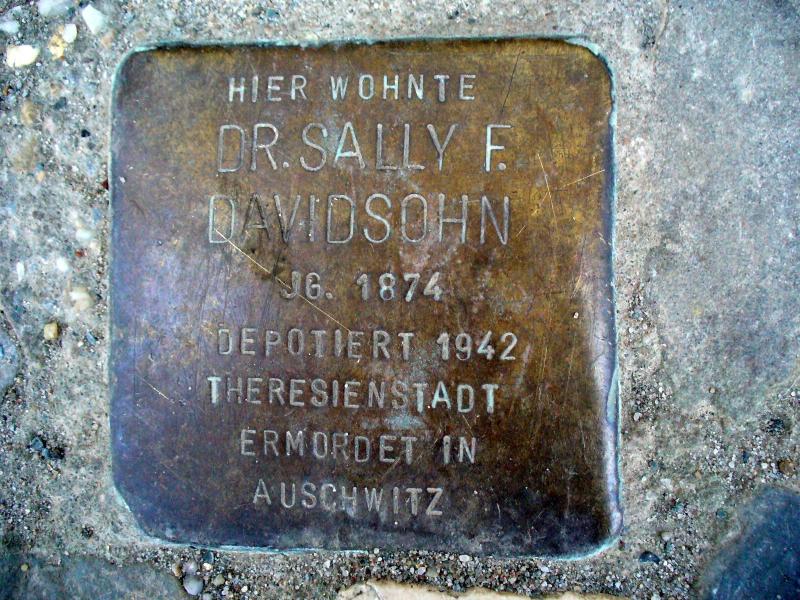 HIER WOHNTE
DR. SALLY F.
DAVIDSOHN
JG. 1874
DEPOTIERT 1942
THERESIENSTADT
ERMORDET IN
AUSCHWITZ